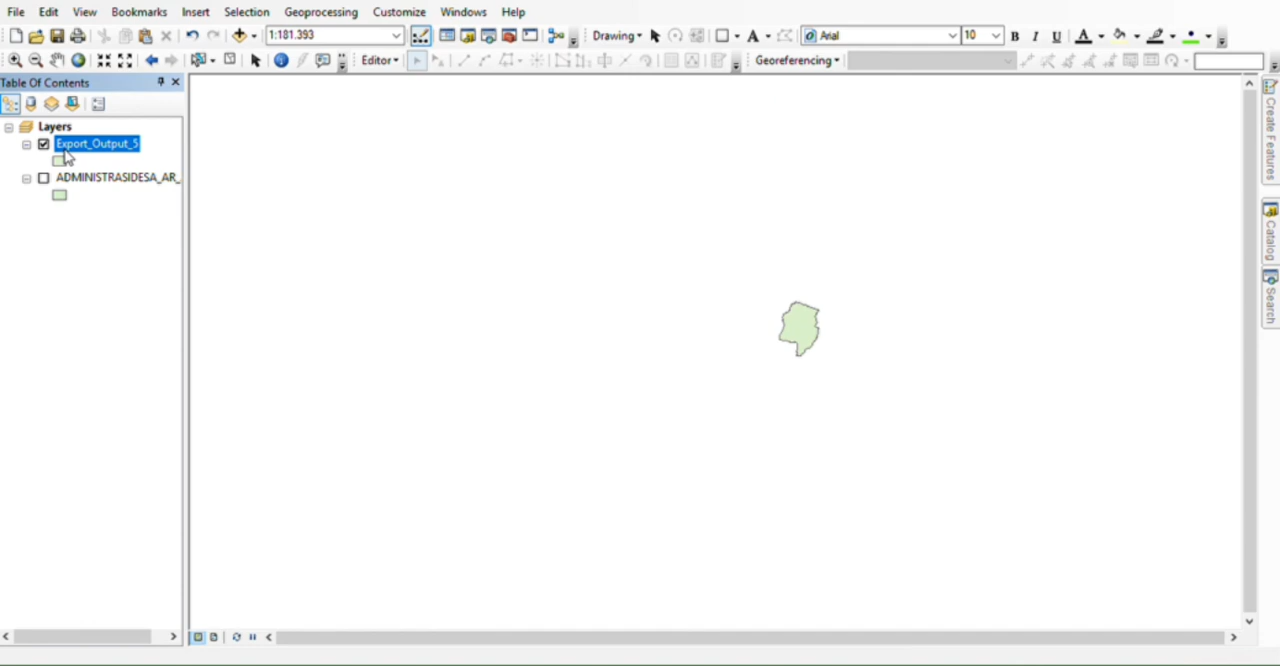 File Edit View Bookmarks Insert Selection Geoprocessing Customize Windows Help
1:181.393 Drawing Arial 10 B I U A
Editor Georeferencing
Table Of Contents
Layers
Export_Output_5
ADMINISTRASIDESA_AR_
Create Features
Catalog
Search